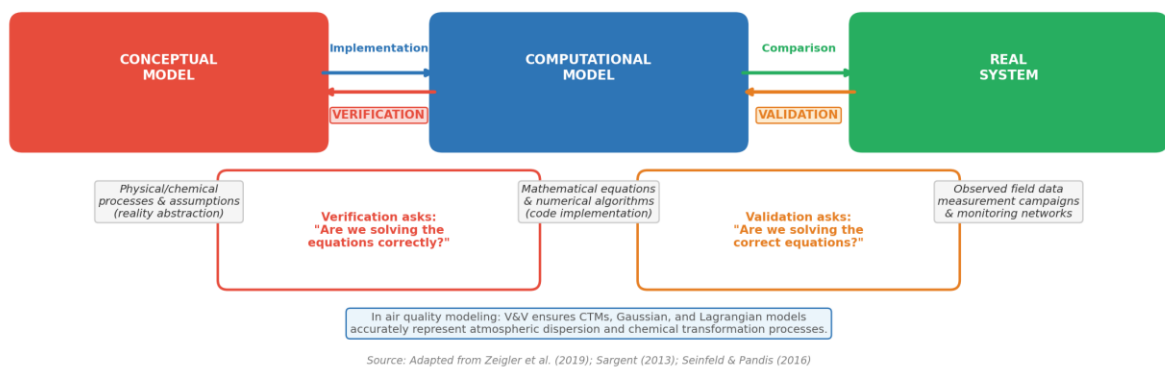 CONCEPTUAL
MODEL
Implementation
VERIFICATION
COMPUTATIONAL
MODEL
Comparison
VALIDATION
REAL
SYSTEM
Physical/chemical
processes & assumptions
(reality abstraction)
Verification asks:
"Are we solving the
equations correctly?"
Mathematical equations
& numerical algorithms
(code implementation)
Validation asks:
"Are we solving the
correct equations?"
Observed field data
measurement campaigns
& monitoring networks
In air quality modeling: V&V ensures CTMs, Gaussian, and Lagrangian models
accurately represent atmospheric dispersion and chemical transformation processes.
Source: Adapted from Zeigler et al. (2019); Sargent (2013); Seinfeld & Pandis (2016)